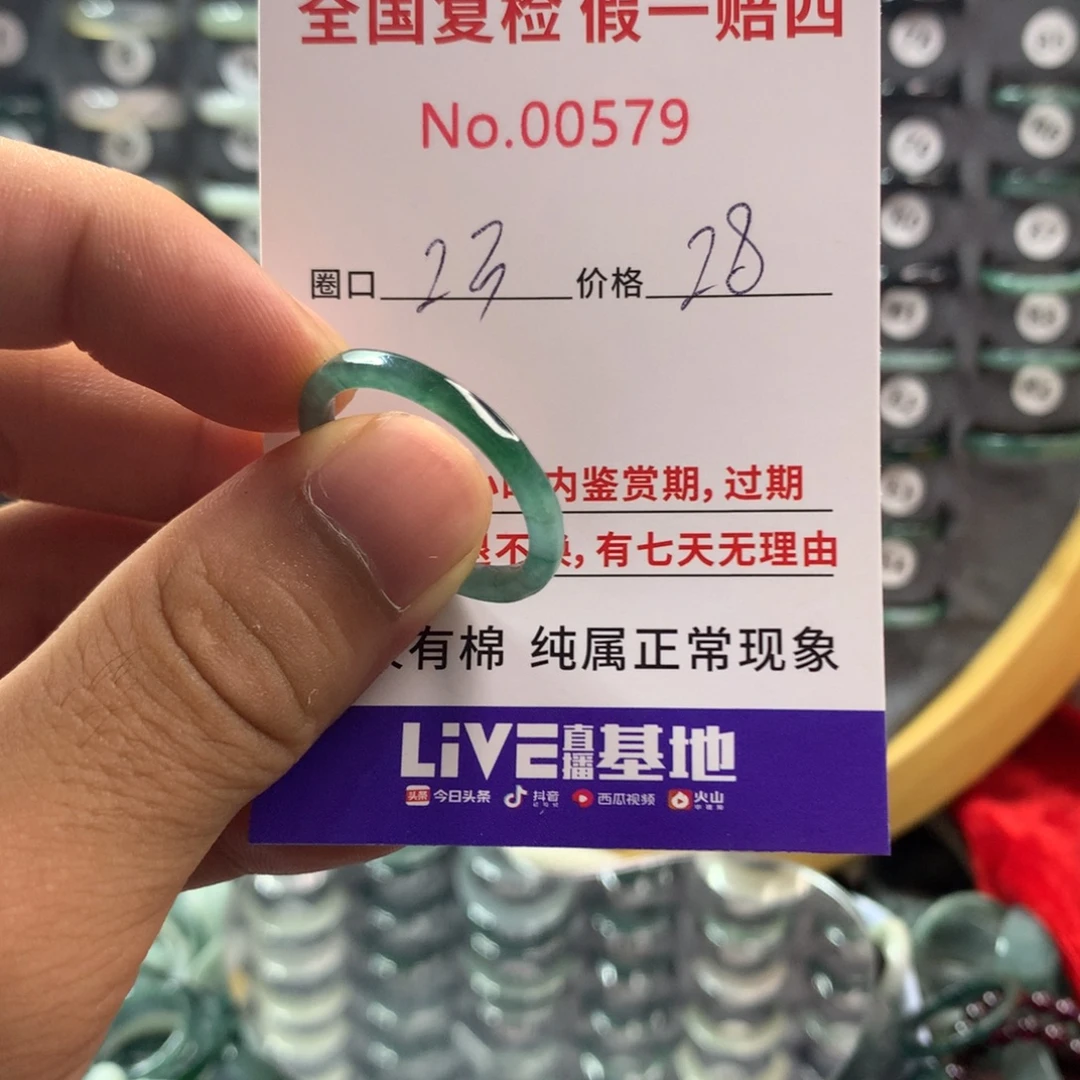 全国复检 假一赔四
No.00579
圈口 23 价格 28
内鉴赏期,过期
不换,有七天无理由
有棉 纯属正常现象
LiVE直播基地
头条 今日头条 抖音 西瓜视频 火山